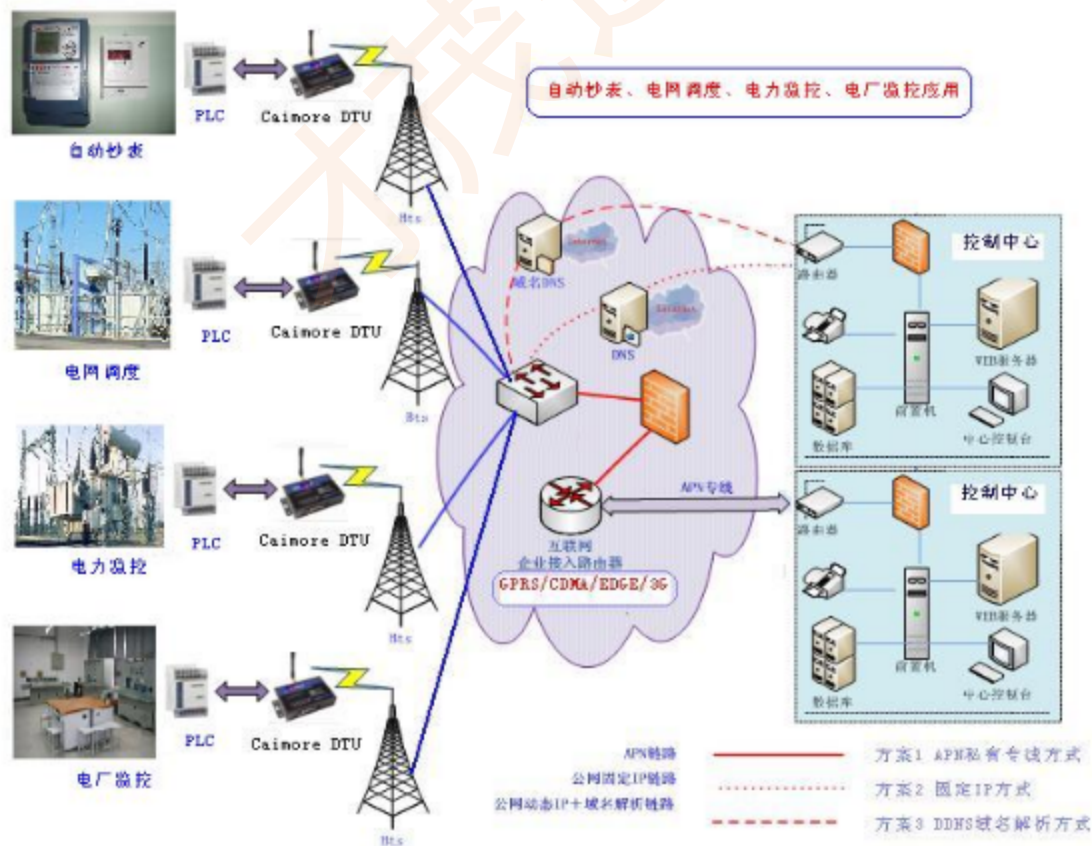 自动抄表、电网调度、电力监控、电厂监控应用
PLC
Caimore DTU
自动抄表
Bts
PLC
Caimore DTU
电网调度
Bts
PLC
Caimore DTU
电力监控
Bts
PLC
Caimore DTU
电厂监控
Bts
域名DNS
DNS
互联网
企业接入路由器
GPRS/CDMA/EDGE/3G
APN专线
控制中心
路由器
WEB服务器
前置机
数据库
中心控制台
控制中心
路由器
WEB服务器
前置机
数据库
中心控制台
APN链路
方案1 APN私有专线方式
公网固定IP链路
方案2 固定IP方式
公网动态IP+域名解析链路
方案3 DDNS域名解析方式